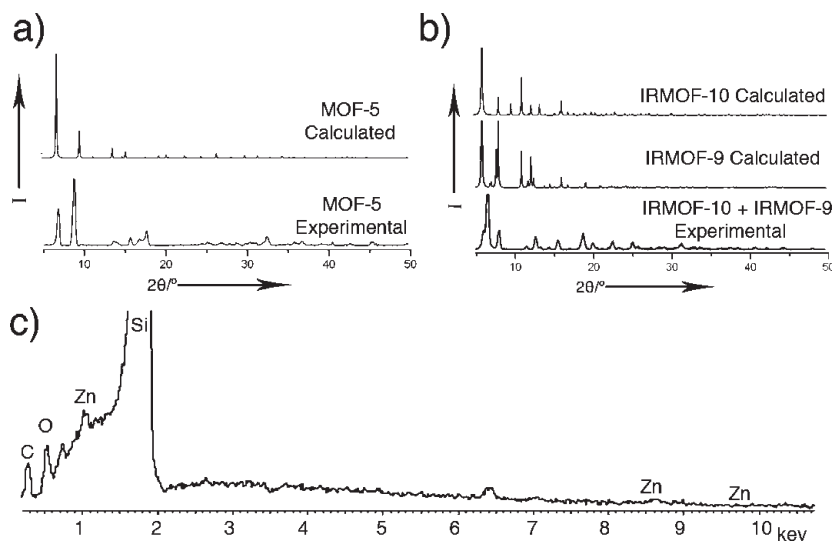 a)
MOF-5
Calculated
MOF-5
Experimental
I
10 20 30 40 50
2θ/º
b)
IRMOF-10 Calculated
IRMOF-9 Calculated
IRMOF-10 + IRMOF-9
Experimental
I
10 20 30 40 50
2θ/º
c)
Si
Zn
O
C
Zn
Zn
1 2 3 4 5 6 7 8 9 10 kev